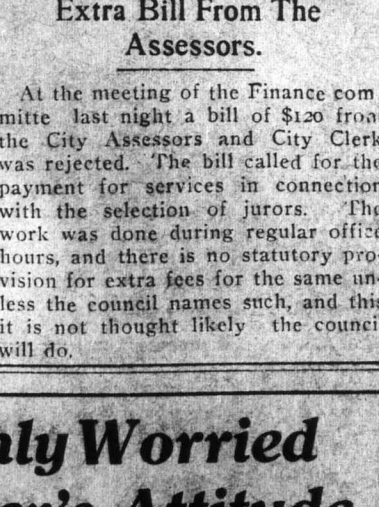 Extra Bill From The
Assessors.
At the meeting of the Finance com
mitte last night a bill of $120 from
the City Assessors and City Clerk
was rejected. The bill called for the
payment for services in connection
with the selection of jurors. The
work was done during regular office
hours, and there is no statutory pro-
vision for extra fees for the same un-
less the council names such, and this
it is not thought likely the counci
will do.
nly Worried
Attitude